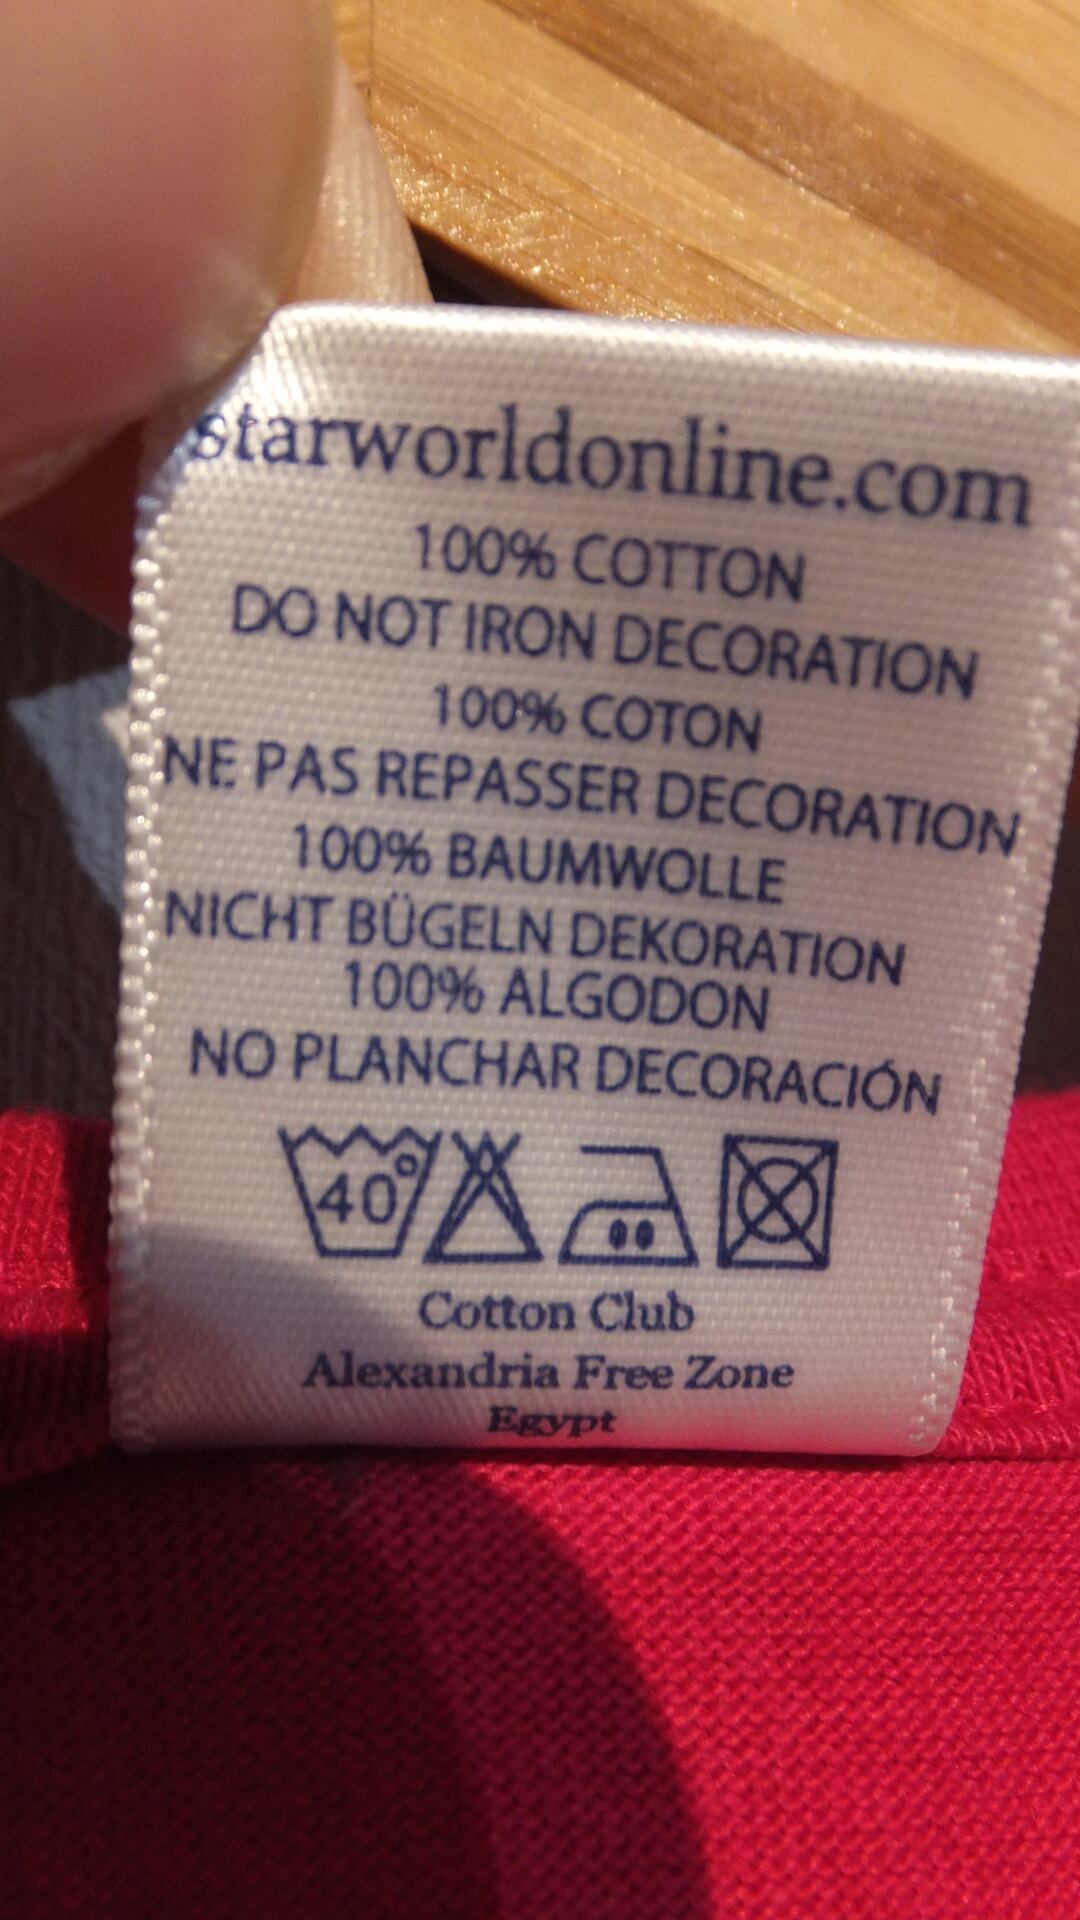 starworldonline.com
100% COTTON
DO NOT IRON DECORATION
100% COTON
NE PAS REPASSER DECORATION
100% BAUMWOLLE
NICHT BÜGELN DEKORATION
100% ALGODON
NO PLANCHAR DECORACIÓN
40°
Cotton Club
Alexandria Free Zone
Egypt